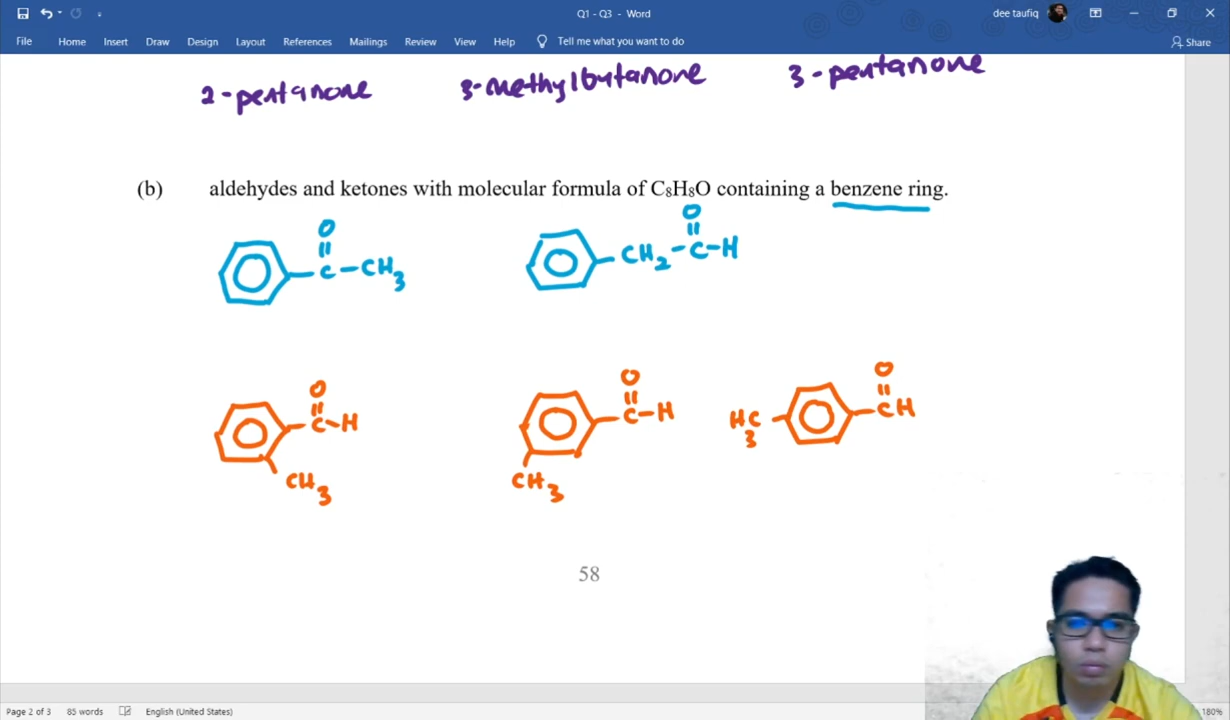 Q1 - Q3 - Word
dee taufiq
File Home Insert Draw Design Layout References Mailings Review View Help Tell me what you want to do Share
2-pentanone 3-methylbutanone 3-pentanone
(b) aldehydes and ketones with molecular formula of C₈H₈O containing a benzene ring.
O O
C-CH₃ CH₂-C-H
O O O
C-H C-H H₃C CH
CH₃ CH₃
58
Page 2 of 3 85 words English (United States) 180%